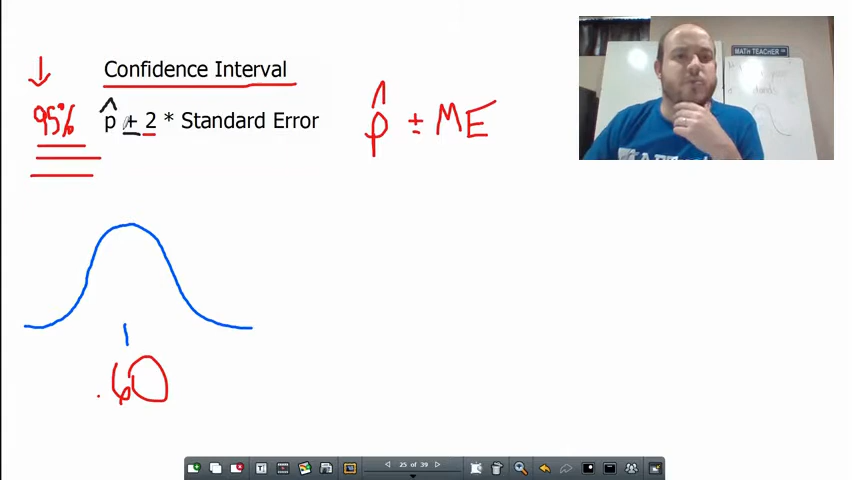 Confidence Interval
95%
p̂ ± 2 * Standard Error
p̂ ± ME
.60
MATH TEACHER
25 of 39